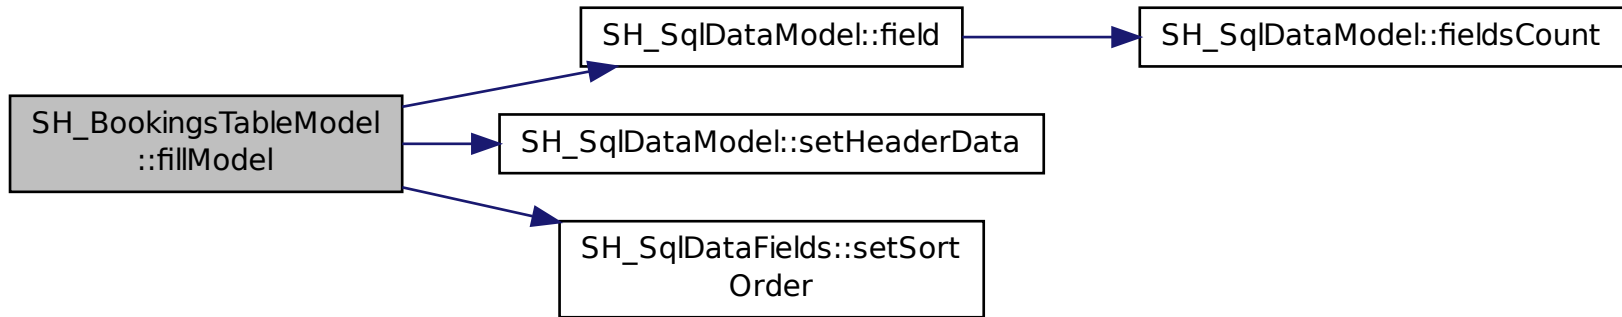 SH_BookingsTableModel
::fillModel
SH_SqlDataModel::field
SH_SqlDataModel::fieldsCount
SH_SqlDataModel::setHeaderData
SH_SqlDataFields::setSort
Order